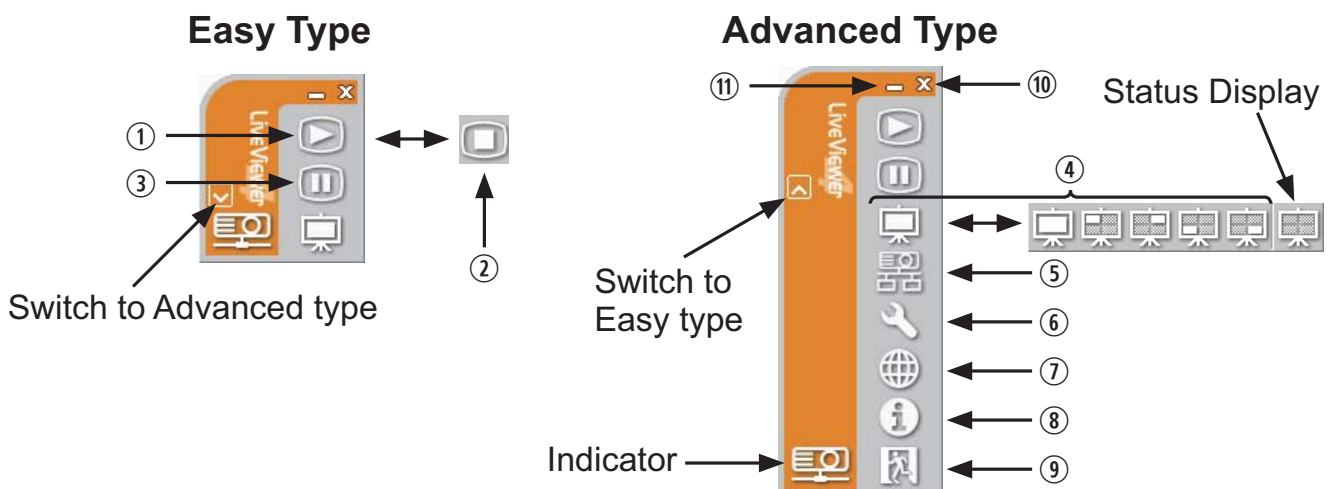 Easy Type
LiveViewer
①
③
②
Switch to Advanced type
Advanced Type
⑪
⑩
LiveViewer
Status Display
④
Switch to
Easy type
⑤
⑥
⑦
⑧
⑨
Indicator